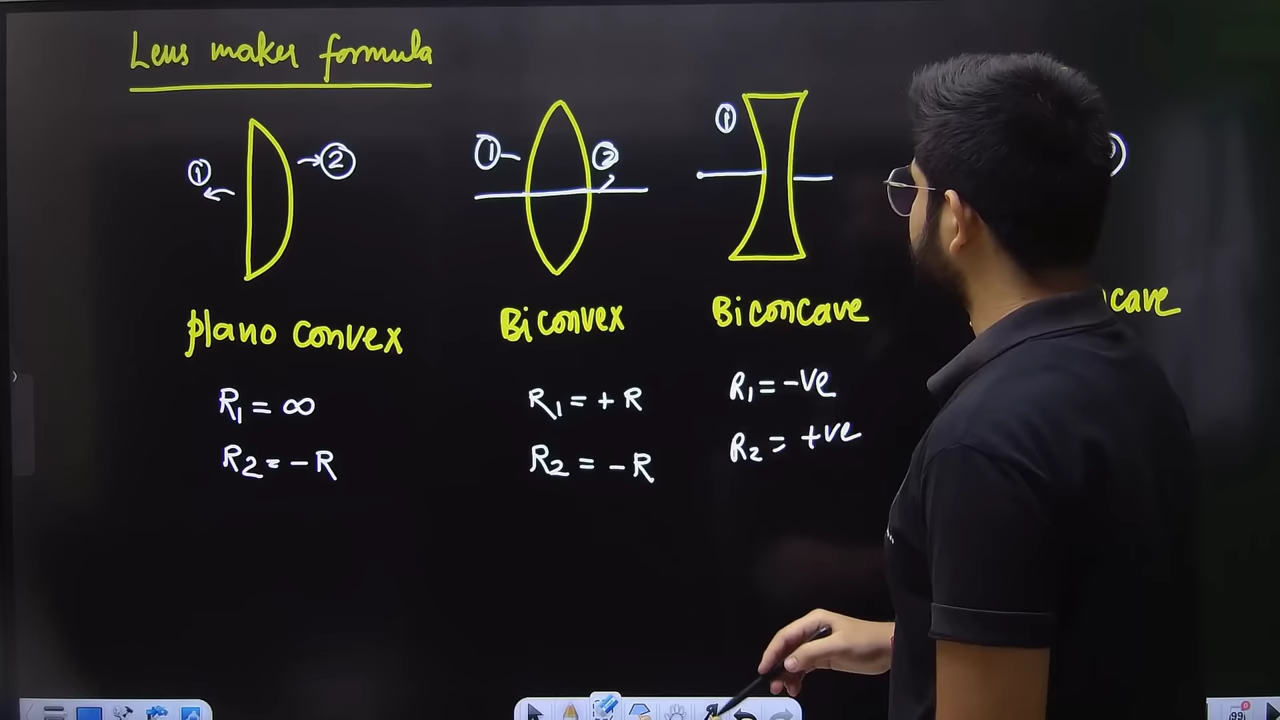 Lens maker formula
① ② ① ② ①
plano convex Biconvex Biconcave cave
R₁ = ∞ R₁ = + R R₁ = -ve
R₂ = - R R₂ = - R R₂ = +ve